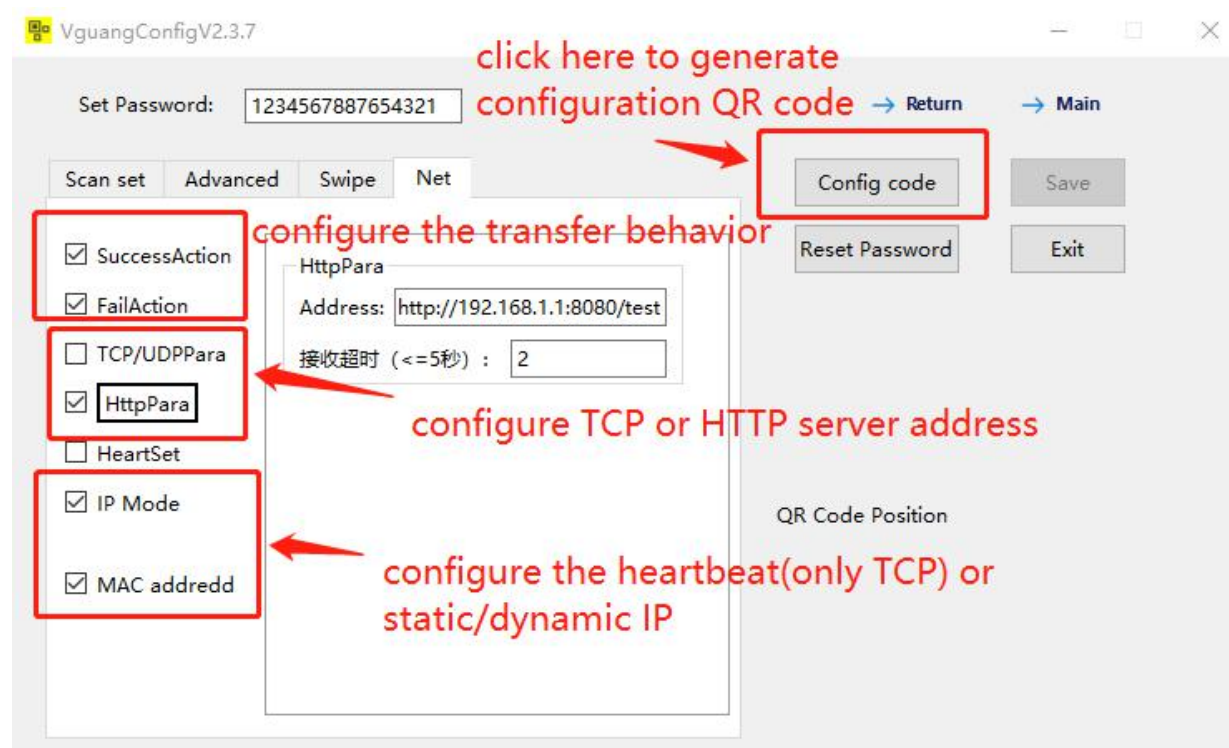 VguangConfigV2.3.7
click here to generate
configuration QR code
Set Password: 1234567887654321
Return
Main
Scan set Advanced Swipe Net
Config code
Save
configure the transfer behavior
Reset Password
Exit
SuccessAction
FailAction
TCP/UDPPara
HttpPara
HeartSet
IP Mode
MAC addredd
HttpPara
Address: http://192.168.1.1:8080/test
接收超时 (<=5秒) : 2
configure TCP or HTTP server address
QR Code Position
configure the heartbeat(only TCP) or
static/dynamic IP